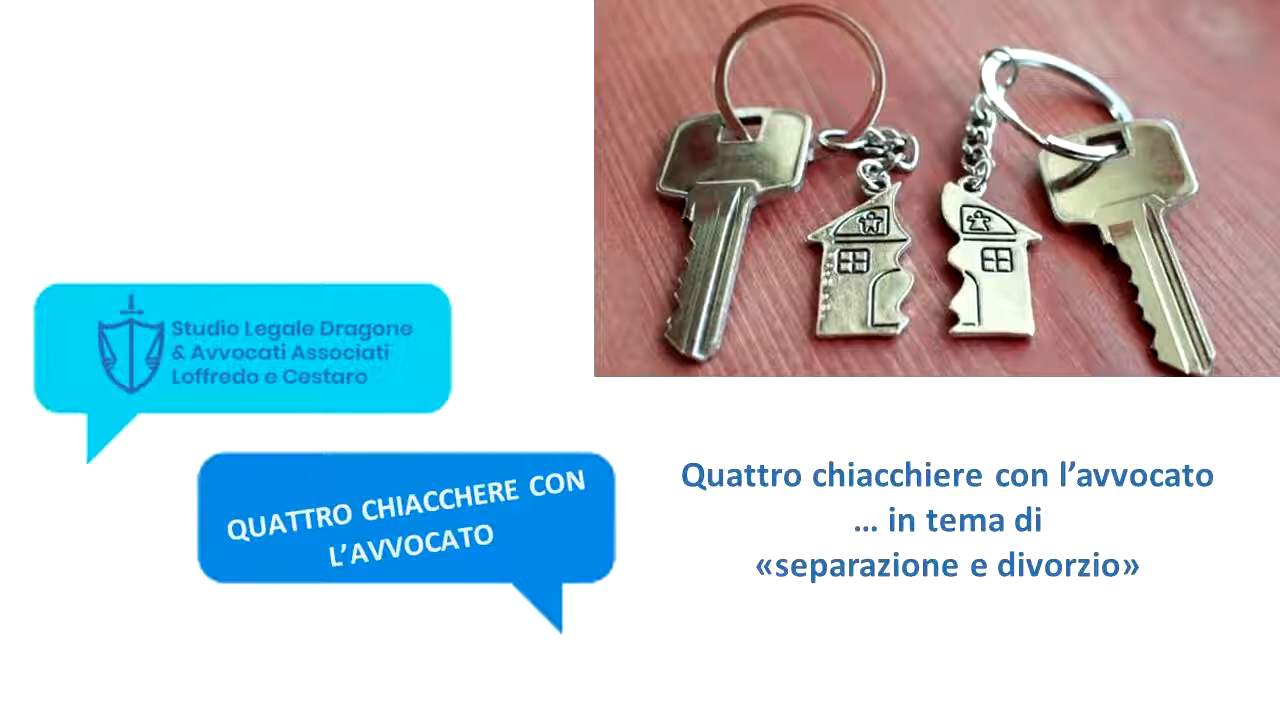 Studio Legale Dragone
& Avvocati Associati
Loffredo e Cestaro
QUATTRO CHIACCHERE CON
L’AVVOCATO
Quattro chiacchiere con l’avvocato
... in tema di
«separazione e divorzio»